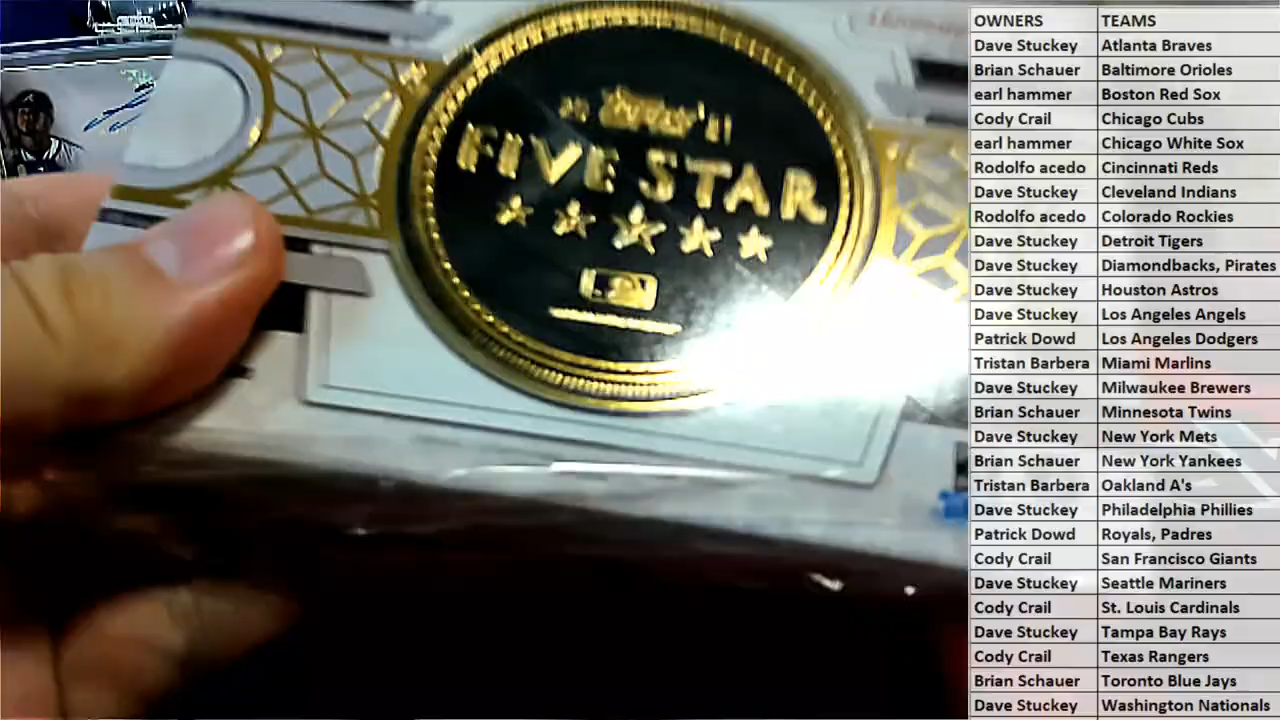 Topps
FIVE STAR
OWNERS TEAMS
Dave Stuckey Atlanta Braves
Brian Schauer Baltimore Orioles
earl hammer Boston Red Sox
Cody Crail Chicago Cubs
earl hammer Chicago White Sox
Rodolfo acedo Cincinnati Reds
Dave Stuckey Cleveland Indians
Rodolfo acedo Colorado Rockies
Dave Stuckey Detroit Tigers
Dave Stuckey Diamondbacks, Pirates
Dave Stuckey Houston Astros
Dave Stuckey Los Angeles Angels
Patrick Dowd Los Angeles Dodgers
Tristan Barbera Miami Marlins
Dave Stuckey Milwaukee Brewers
Brian Schauer Minnesota Twins
Dave Stuckey New York Mets
Brian Schauer New York Yankees
Tristan Barbera Oakland A's
Dave Stuckey Philadelphia Phillies
Patrick Dowd Royals, Padres
Cody Crail San Francisco Giants
Dave Stuckey Seattle Mariners
Cody Crail St. Louis Cardinals
Dave Stuckey Tampa Bay Rays
Cody Crail Texas Rangers
Brian Schauer Toronto Blue Jays
Dave Stuckey Washington Nationals